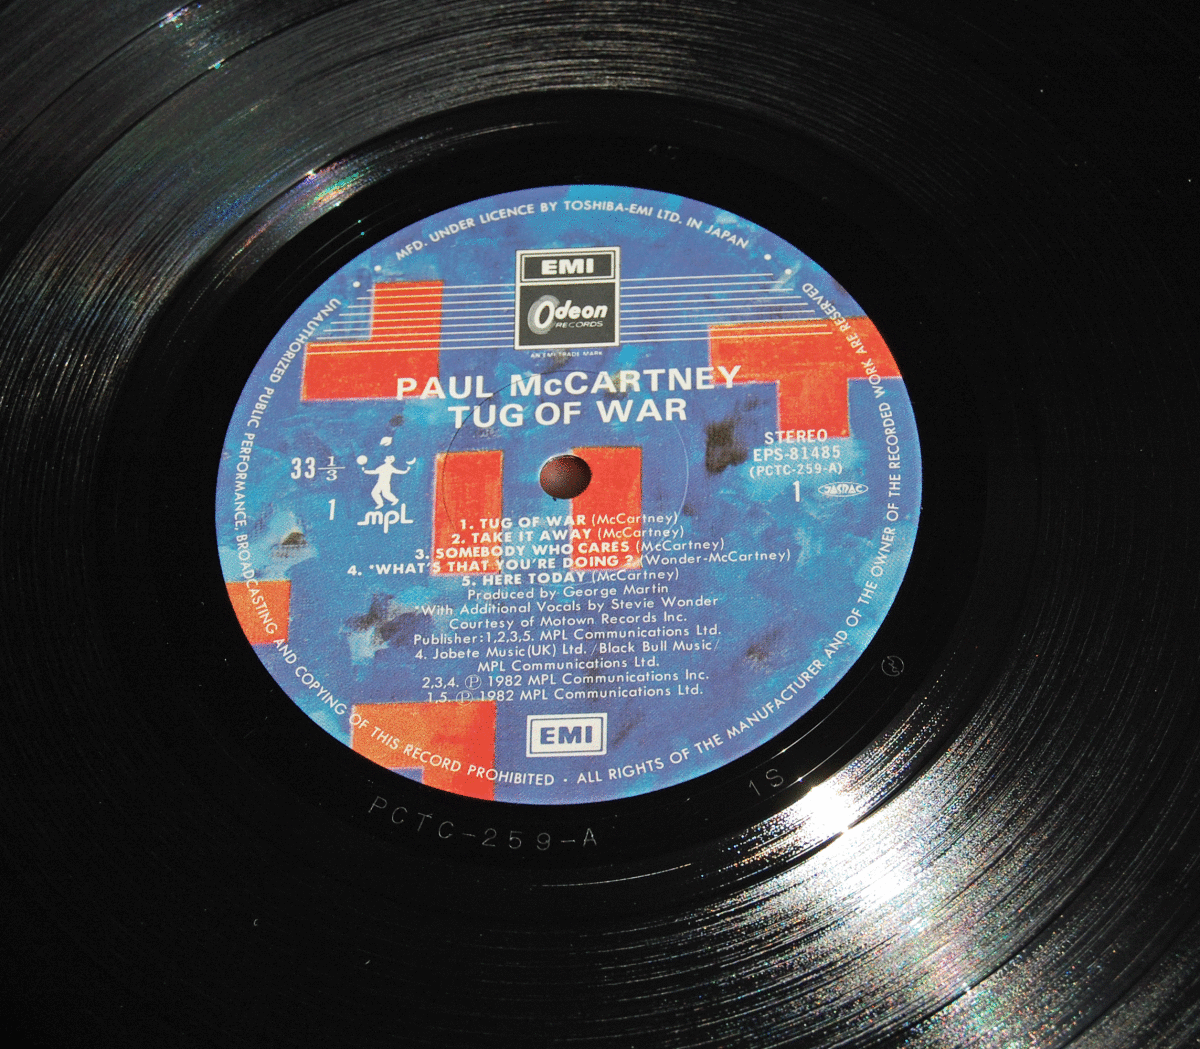 MFD. UNDER LICENCE BY TOSHIBA-EMI LTD. IN JAPAN
EMI
Odeon
RECORDS
AN EMI TRADE MARK
PAUL McCARTNEY
TUG OF WAR
33 1/3
1
mpL
STEREO
EPS-81485
(PCTC-259-A)
1 JASRAC
1. TUG OF WAR (McCartney)
2. TAKE IT AWAY (McCartney)
3. SOMEBODY WHO CARES (McCartney)
4. *WHAT'S THAT YOU'RE DOING ? (Wonder-McCartney)
5. HERE TODAY (McCartney)
Produced by George Martin
*With Additional Vocals by Stevie Wonder
Courtesy of Motown Records Inc.
Publisher:1,2,3,5. MPL Communications Ltd.
4. Jobete Music(UK) Ltd. /Black Bull Music/
MPL Communications Ltd.
2,3,4. ℗ 1982 MPL Communications Inc.
1,5. ℗ 1982 MPL Communications Ltd.
EMI
UNAUTHORIZED PUBLIC PERFORMANCE, BROADCASTING AND COPYING OF THIS RECORD PROHIBITED · ALL RIGHTS OF THE MANUFACTURER AND OF THE OWNER OF THE RECORDED WORK ARE RESERVED
PCTC-259-A
1S